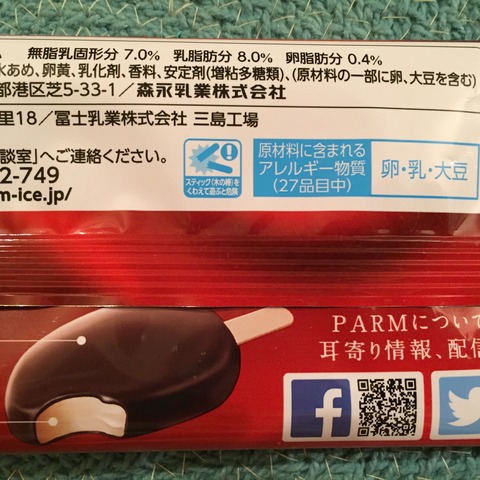 無脂乳固形分 7.0% 乳脂肪分 8.0% 卵脂肪分 0.4%
水あめ、卵黄、乳化剤、香料、安定剤(増粘多糖類)、(原材料の一部に卵、大豆を含む)
都港区芝5-33-1／森永乳業株式会社
里18／冨士乳業株式会社 三島工場
談室」へご連絡ください。
2-749
m-ice.jp/
スティック(木の棒)を
くわえて遊ぶと危険
原材料に含まれる
アレルギー物質
(27品目中)
卵・乳・大豆
PARMについて
耳寄り情報、配信